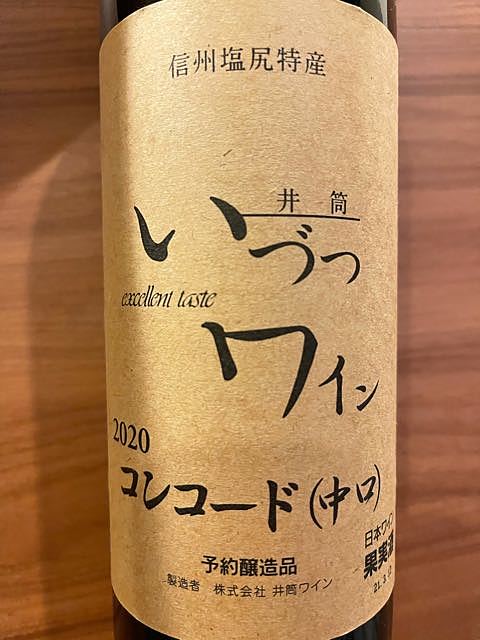 信州塩尻特産
井筒
いづつ
excellent taste
ワイン
2020
コンコード(中口)
予約醸造品
製造者 株式会社 井筒ワイン
日本ワイン
果実酒